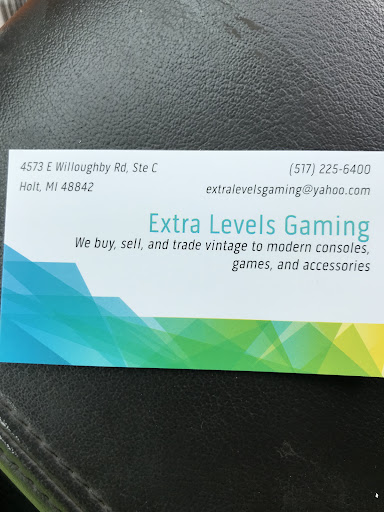 4573 E Willoughby Rd, Ste C
(517) 225-6400
Holt, MI 48842
extralevelsgaming@yahoo.com
Extra Levels Gaming
We buy, sell, and trade vintage to modern consoles,
games, and accessories